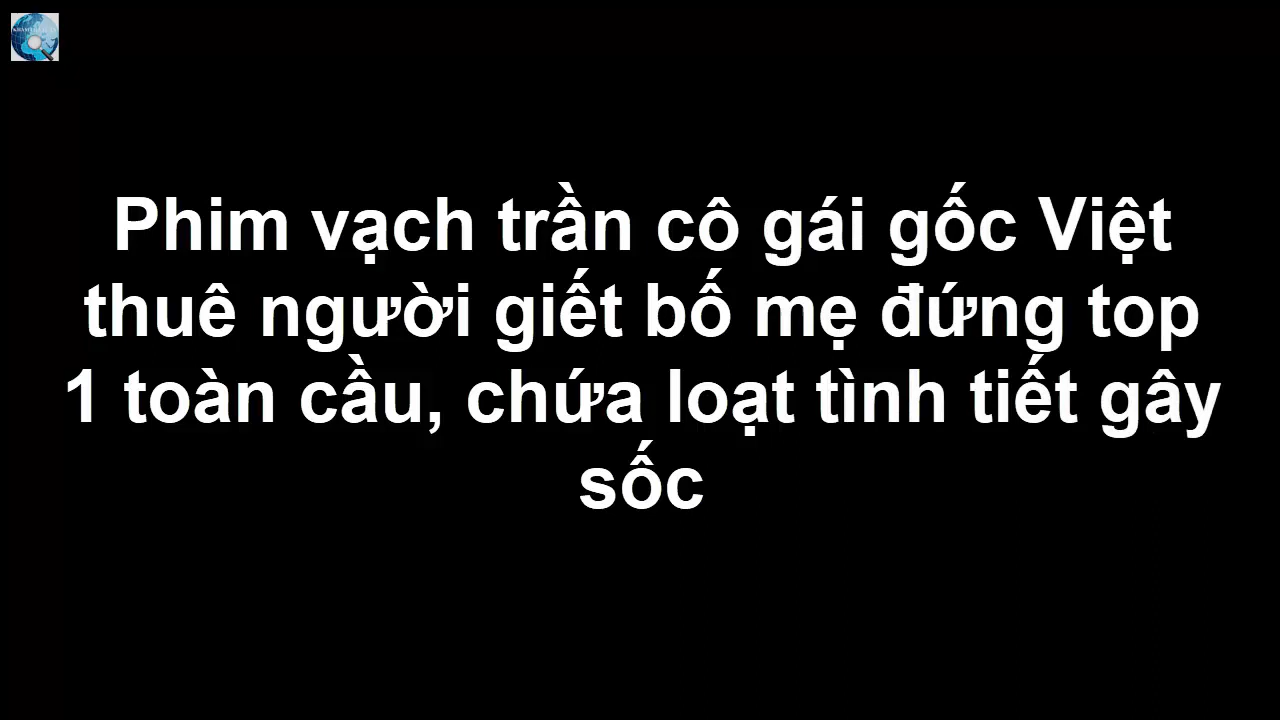 Phim vạch trần cô gái gốc Việt
thuê người giết bố mẹ đứng top
1 toàn cầu, chứa loạt tình tiết gây
sốc